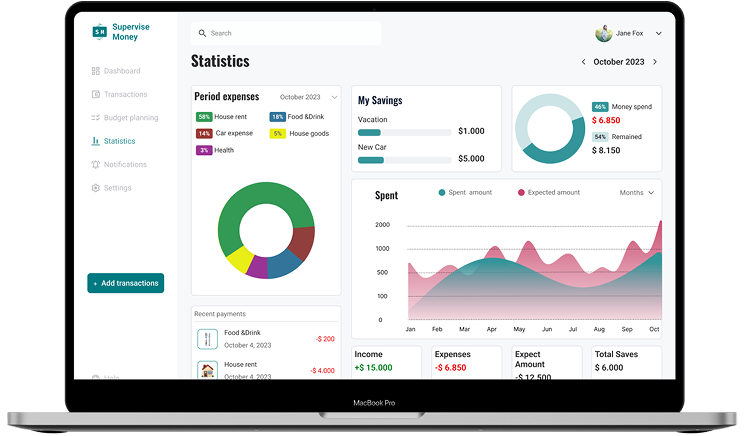 Supervise
Money
S M
Search
Jane Fox
Statistics
October 2023
Dashboard
Transactions
Budget planning
Statistics
Notifications
Settings
+ Add transactions
Help
Period expenses
October 2023
58% House rent
18% Food &Drink
14% Car expense
5% House goods
3% Health
My Savings
Vacation
$1.000
New Car
$5.000
46% Money spend
$ 6.850
54% Remained
$ 8.150
Spent
Spent amount
Expected amount
Months
2000
1000
500
100
0
Jan Feb Mar Apr May Jun Jul Aug Sep Oct
Recent payments
Food &Drink
October 4, 2023
-$ 200
House rent
October 4, 2023
-$ 4.000
Income
+$ 15.000
Expenses
-$ 6.850
Expect
Amount
-$ 12.500
Total Saves
$ 6.000
MacBook Pro